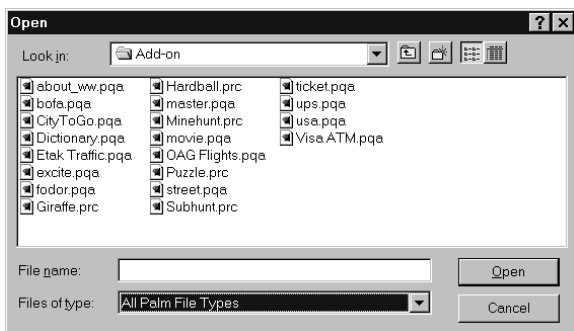 Open
Look in: Add-on
about_ww.pqa
bofa.pqa
CityToGo.pqa
Dictionary.pqa
Etak Traffic.pqa
excite.pqa
fodor.pqa
Giraffe.prc
Hardball.prc
master.pqa
Minehunt.prc
movie.pqa
OAG Flights.pqa
Puzzle.prc
street.pqa
Subhunt.prc
ticket.pqa
ups.pqa
usa.pqa
Visa ATM.pqa
File name:
Open
Files of type: All Palm File Types
Cancel